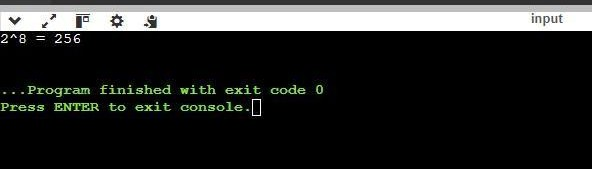 input
2^8 = 256
...Program finished with exit code 0
Press ENTER to exit console.